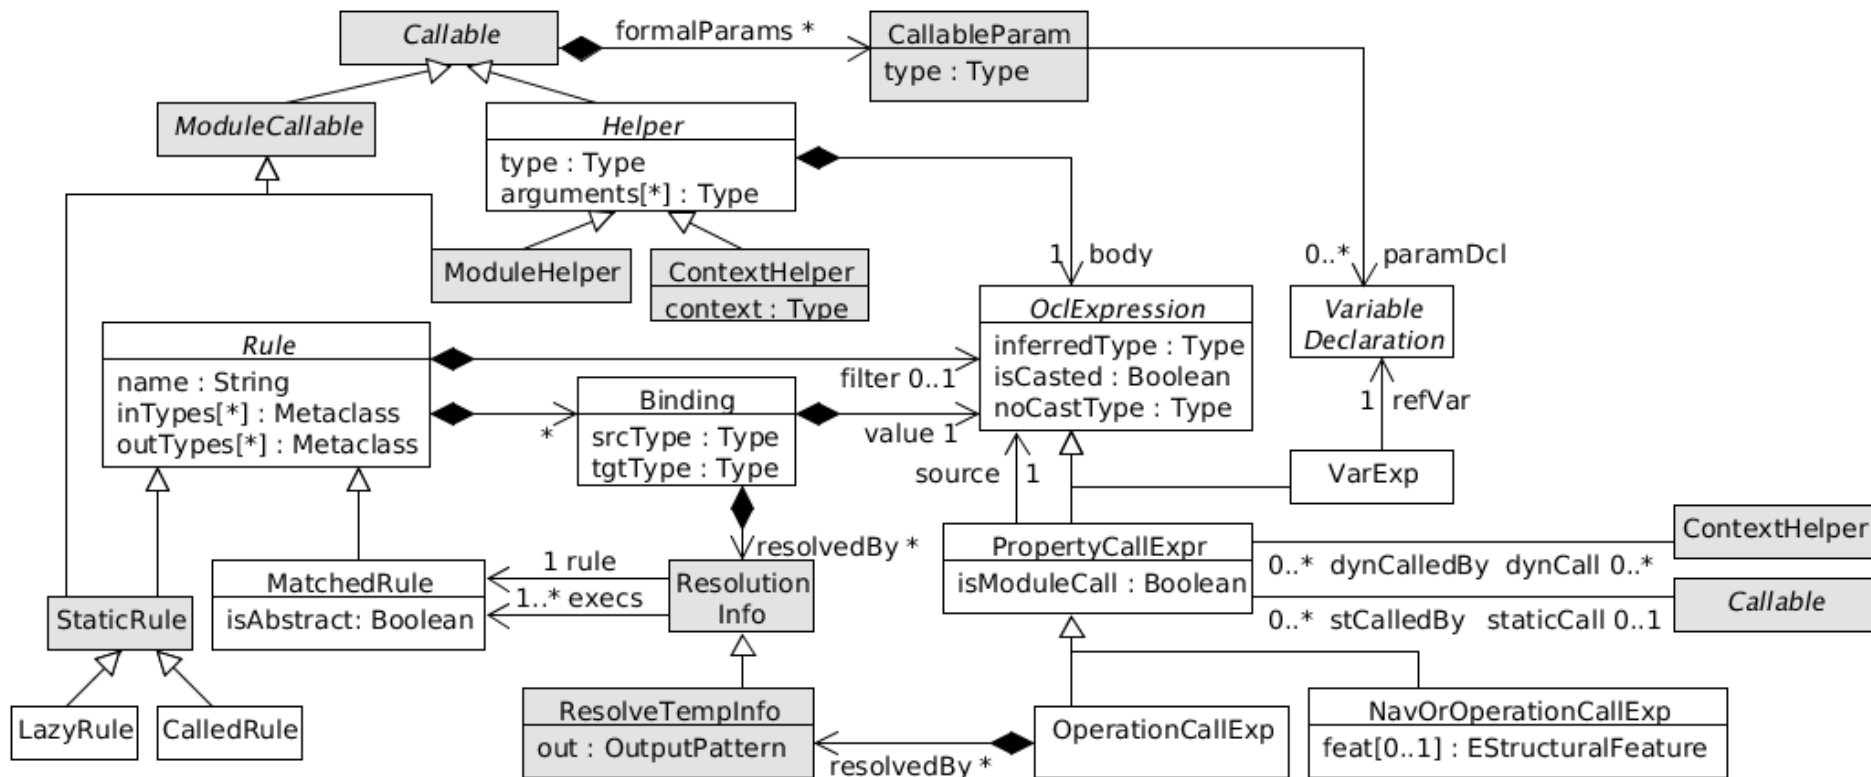 Callable
formalParams *
CallableParam
type : Type
ModuleCallable
Helper
type : Type
arguments[*] : Type
ModuleHelper
ContextHelper
context : Type
1 body
0..* paramDcl
OclExpression
inferredType : Type
isCasted : Boolean
noCastType : Type
Variable
Declaration
Rule
name : String
inTypes[*] : Metaclass
outTypes[*] : Metaclass
filter 0..1
*
Binding
srcType : Type
tgtType : Type
value 1
1 refVar
source 1
VarExp
resolvedBy *
MatchedRule
isAbstract: Boolean
1 rule
1..* execs
Resolution
Info
PropertyCallExpr
isModuleCall : Boolean
0..* dynCalledBy dynCall 0..*
ContextHelper
0..* stCalledBy staticCall 0..1
Callable
StaticRule
LazyRule
CalledRule
ResolveTempInfo
out : OutputPattern
resolvedBy *
OperationCallExp
NavOrOperationCallExp
feat[0..1] : EStructuralFeature